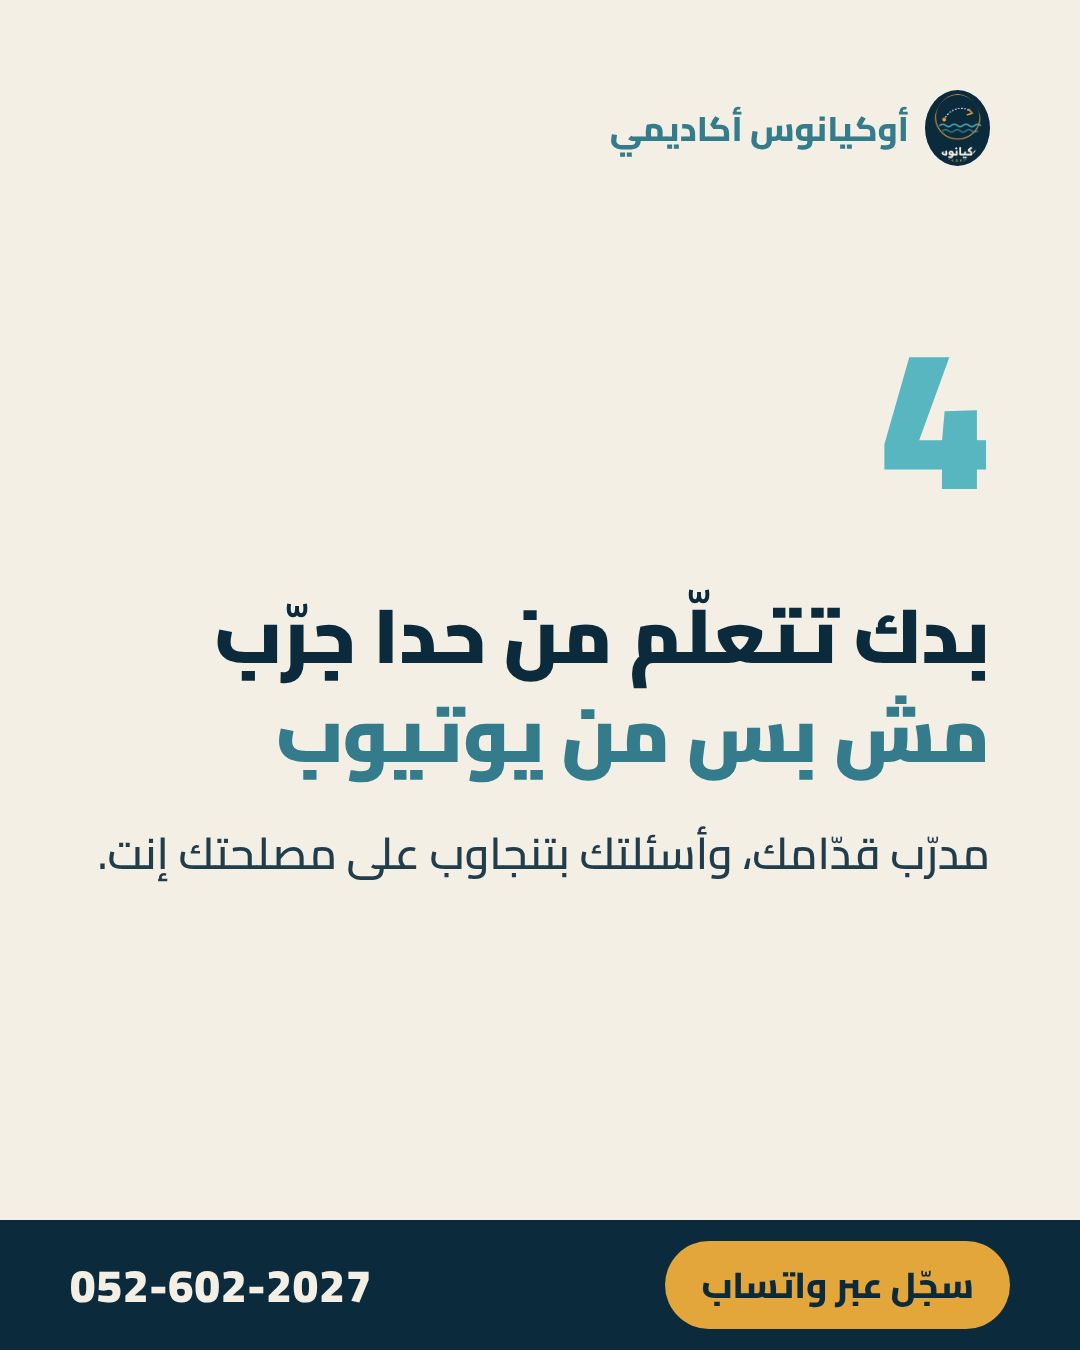 أوكيانوس أكاديمي
كيانوس
4
بدك تتعلّم من حدا جرّب
مش بس من يوتيوب
مدرّب قدّامك، وأسئلتك بتنجاوب على مصلحتك إنت.
سجّل عبر واتساب
052-602-2027